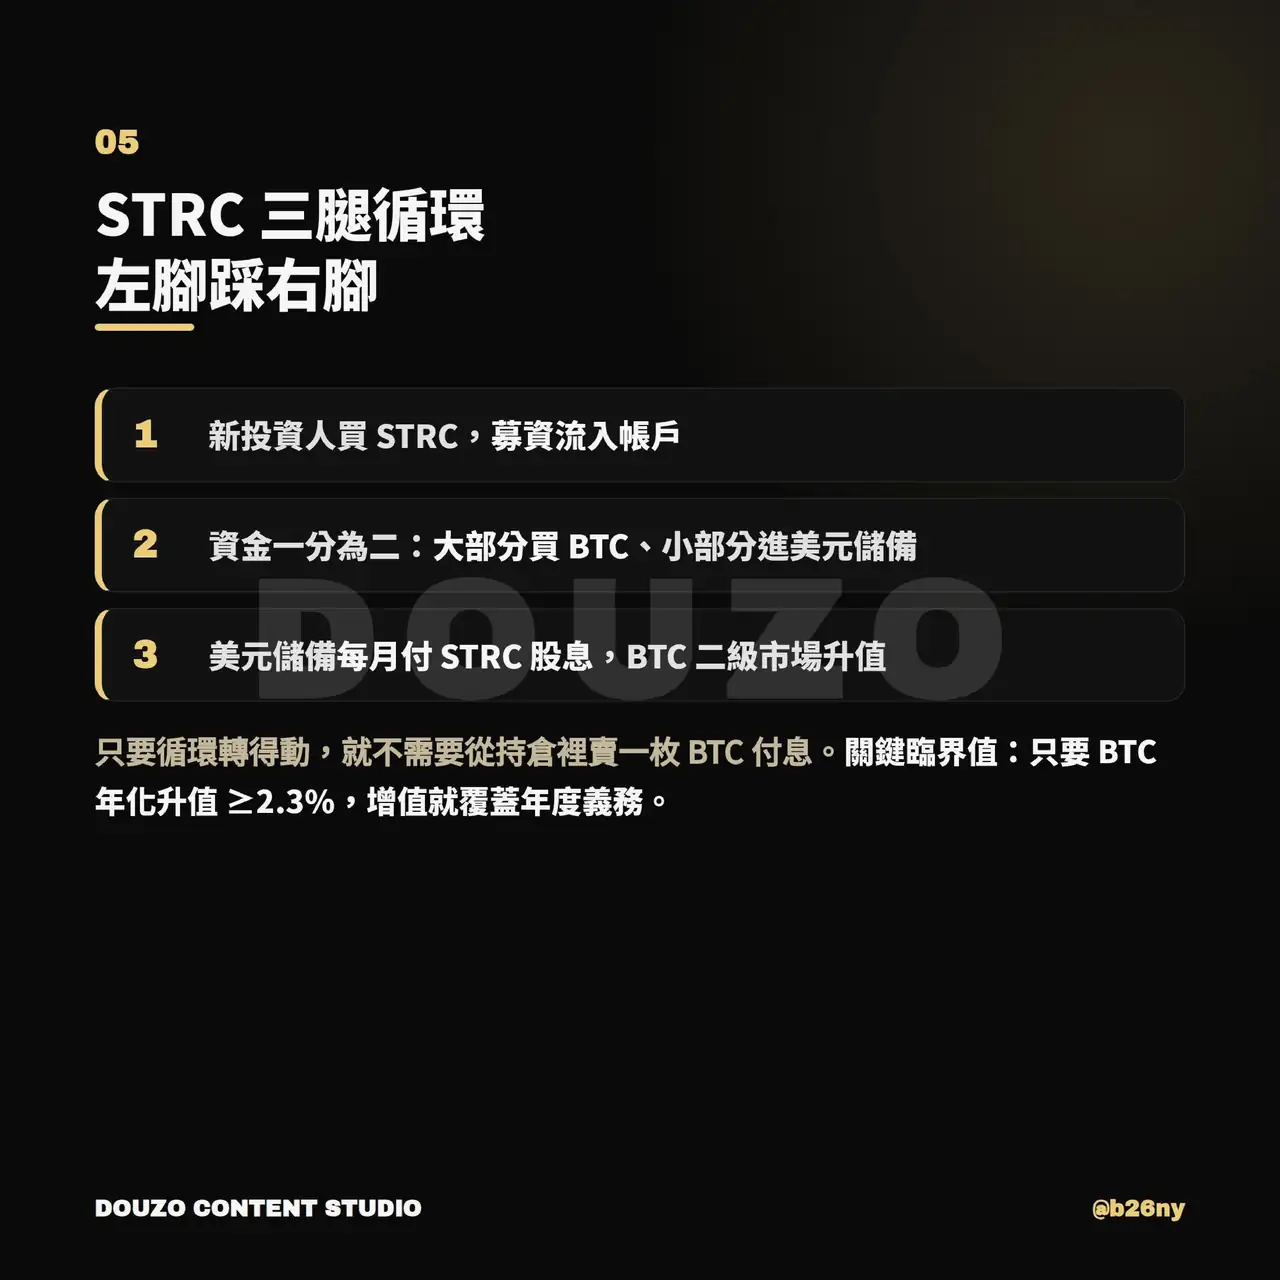 05
STRC 三腿循環
左腳踩右腳
1 新投資人買 STRC，募資流入帳戶
2 資金一分為二：大部分買 BTC、小部分進美元儲備
3 美元儲備每月付 STRC 股息，BTC 二級市場升值
DOUZO
只要循環轉得動，就不需要從持倉裡賣一枚 BTC 付息。關鍵臨界值：只要 BTC
年化升值 ≥2.3%，增值就覆蓋年度義務。
DOUZO CONTENT STUDIO
@b26ny